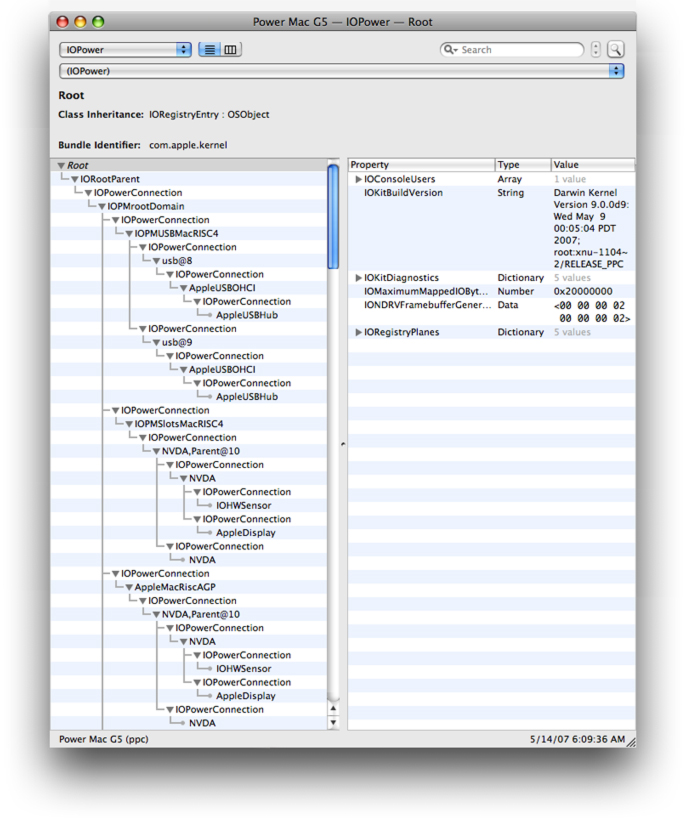 Power Mac G5 — IOPower — Root
IOPower
Search
(IOPower)
Root
Class Inheritance: IORegistryEntry : OSObject
Bundle Identifier: com.apple.kernel
Root
IORootParent
IOPowerConnection
IOPMrootDomain
IOPowerConnection
IOPMUSBMacRISC4
IOPowerConnection
usb@8
IOPowerConnection
AppleUSBOHCI
IOPowerConnection
AppleUSBHub
IOPowerConnection
usb@9
IOPowerConnection
AppleUSBOHCI
IOPowerConnection
AppleUSBHub
IOPowerConnection
IOPMSlotsMacRISC4
IOPowerConnection
NVDA,Parent@10
IOPowerConnection
NVDA
IOPowerConnection
IOHWSensor
IOPowerConnection
AppleDisplay
IOPowerConnection
NVDA
IOPowerConnection
AppleMacRiscAGP
IOPowerConnection
NVDA,Parent@10
IOPowerConnection
NVDA
IOPowerConnection
IOHWSensor
IOPowerConnection
AppleDisplay
IOPowerConnection
NVDA
Property Type Value
IOConsoleUsers Array 1 value
IOKitBuildVersion String Darwin Kernel
Version 9.0.0d9:
Wed May 9
00:05:04 PDT
2007;
root:xnu-1104~
2/RELEASE_PPC
IOKitDiagnostics Dictionary 5 values
IOMaximumMappedIOByt... Number 0x20000000
IONDRVFramebufferGener... Data <00 00 00 02
00 00 00 02>
IORegistryPlanes Dictionary 5 values
Power Mac G5 (ppc)
5/14/07 6:09:36 AM